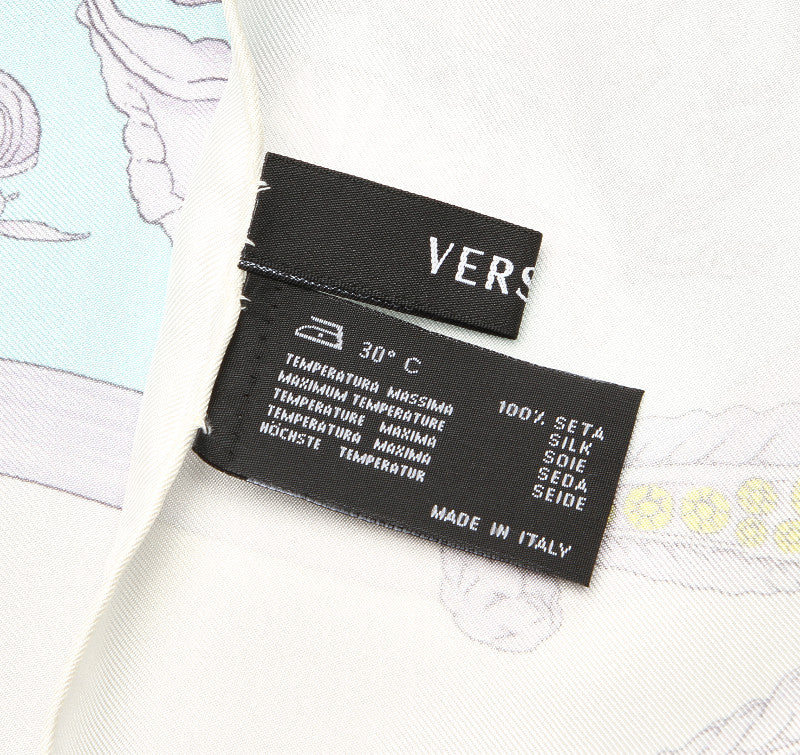 VERS
30° C
TEMPERATURA MASSIMA
MAXIMUM TEMPERATURE
TEMPERATURE MAXIMA
TEMPERATURA MAXIMA
HÖCHSTE TEMPERATUR
100% SETA
SILK
SOIE
SEDA
SEIDE
MADE IN ITALY